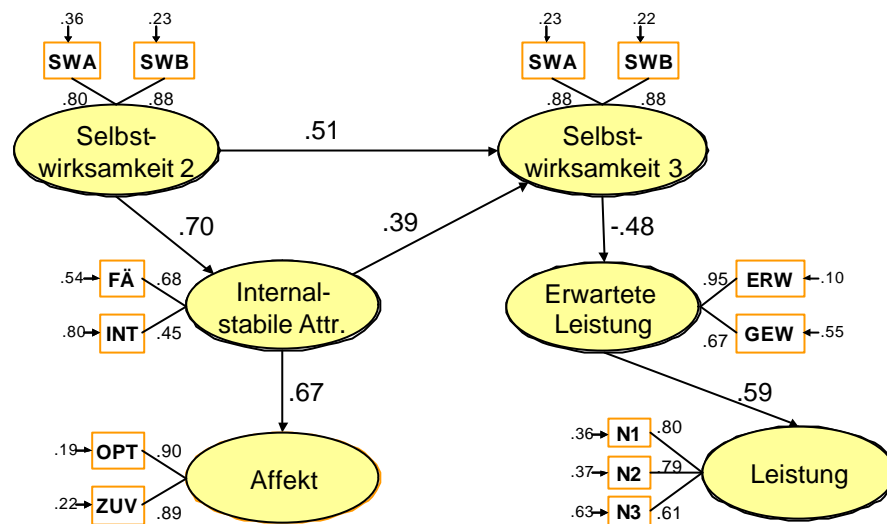 .36 .23 .23 .22
SWA SWB SWA SWB
.80 .88 .88 .88
Selbst-
wirksamkeit 2
.51
Selbst-
wirksamkeit 3
.70 .39 -.48
.54 FÄ .68
.80 INT .45
Internal-
stabile Attr.
Erwartete
Leistung
.95 ERW .10
.67 GEW .55
.67
.59
.19 OPT .90
.22 ZUV .89
Affekt
.36 N1 .80
.37 N2 .79
.63 N3 .61
Leistung